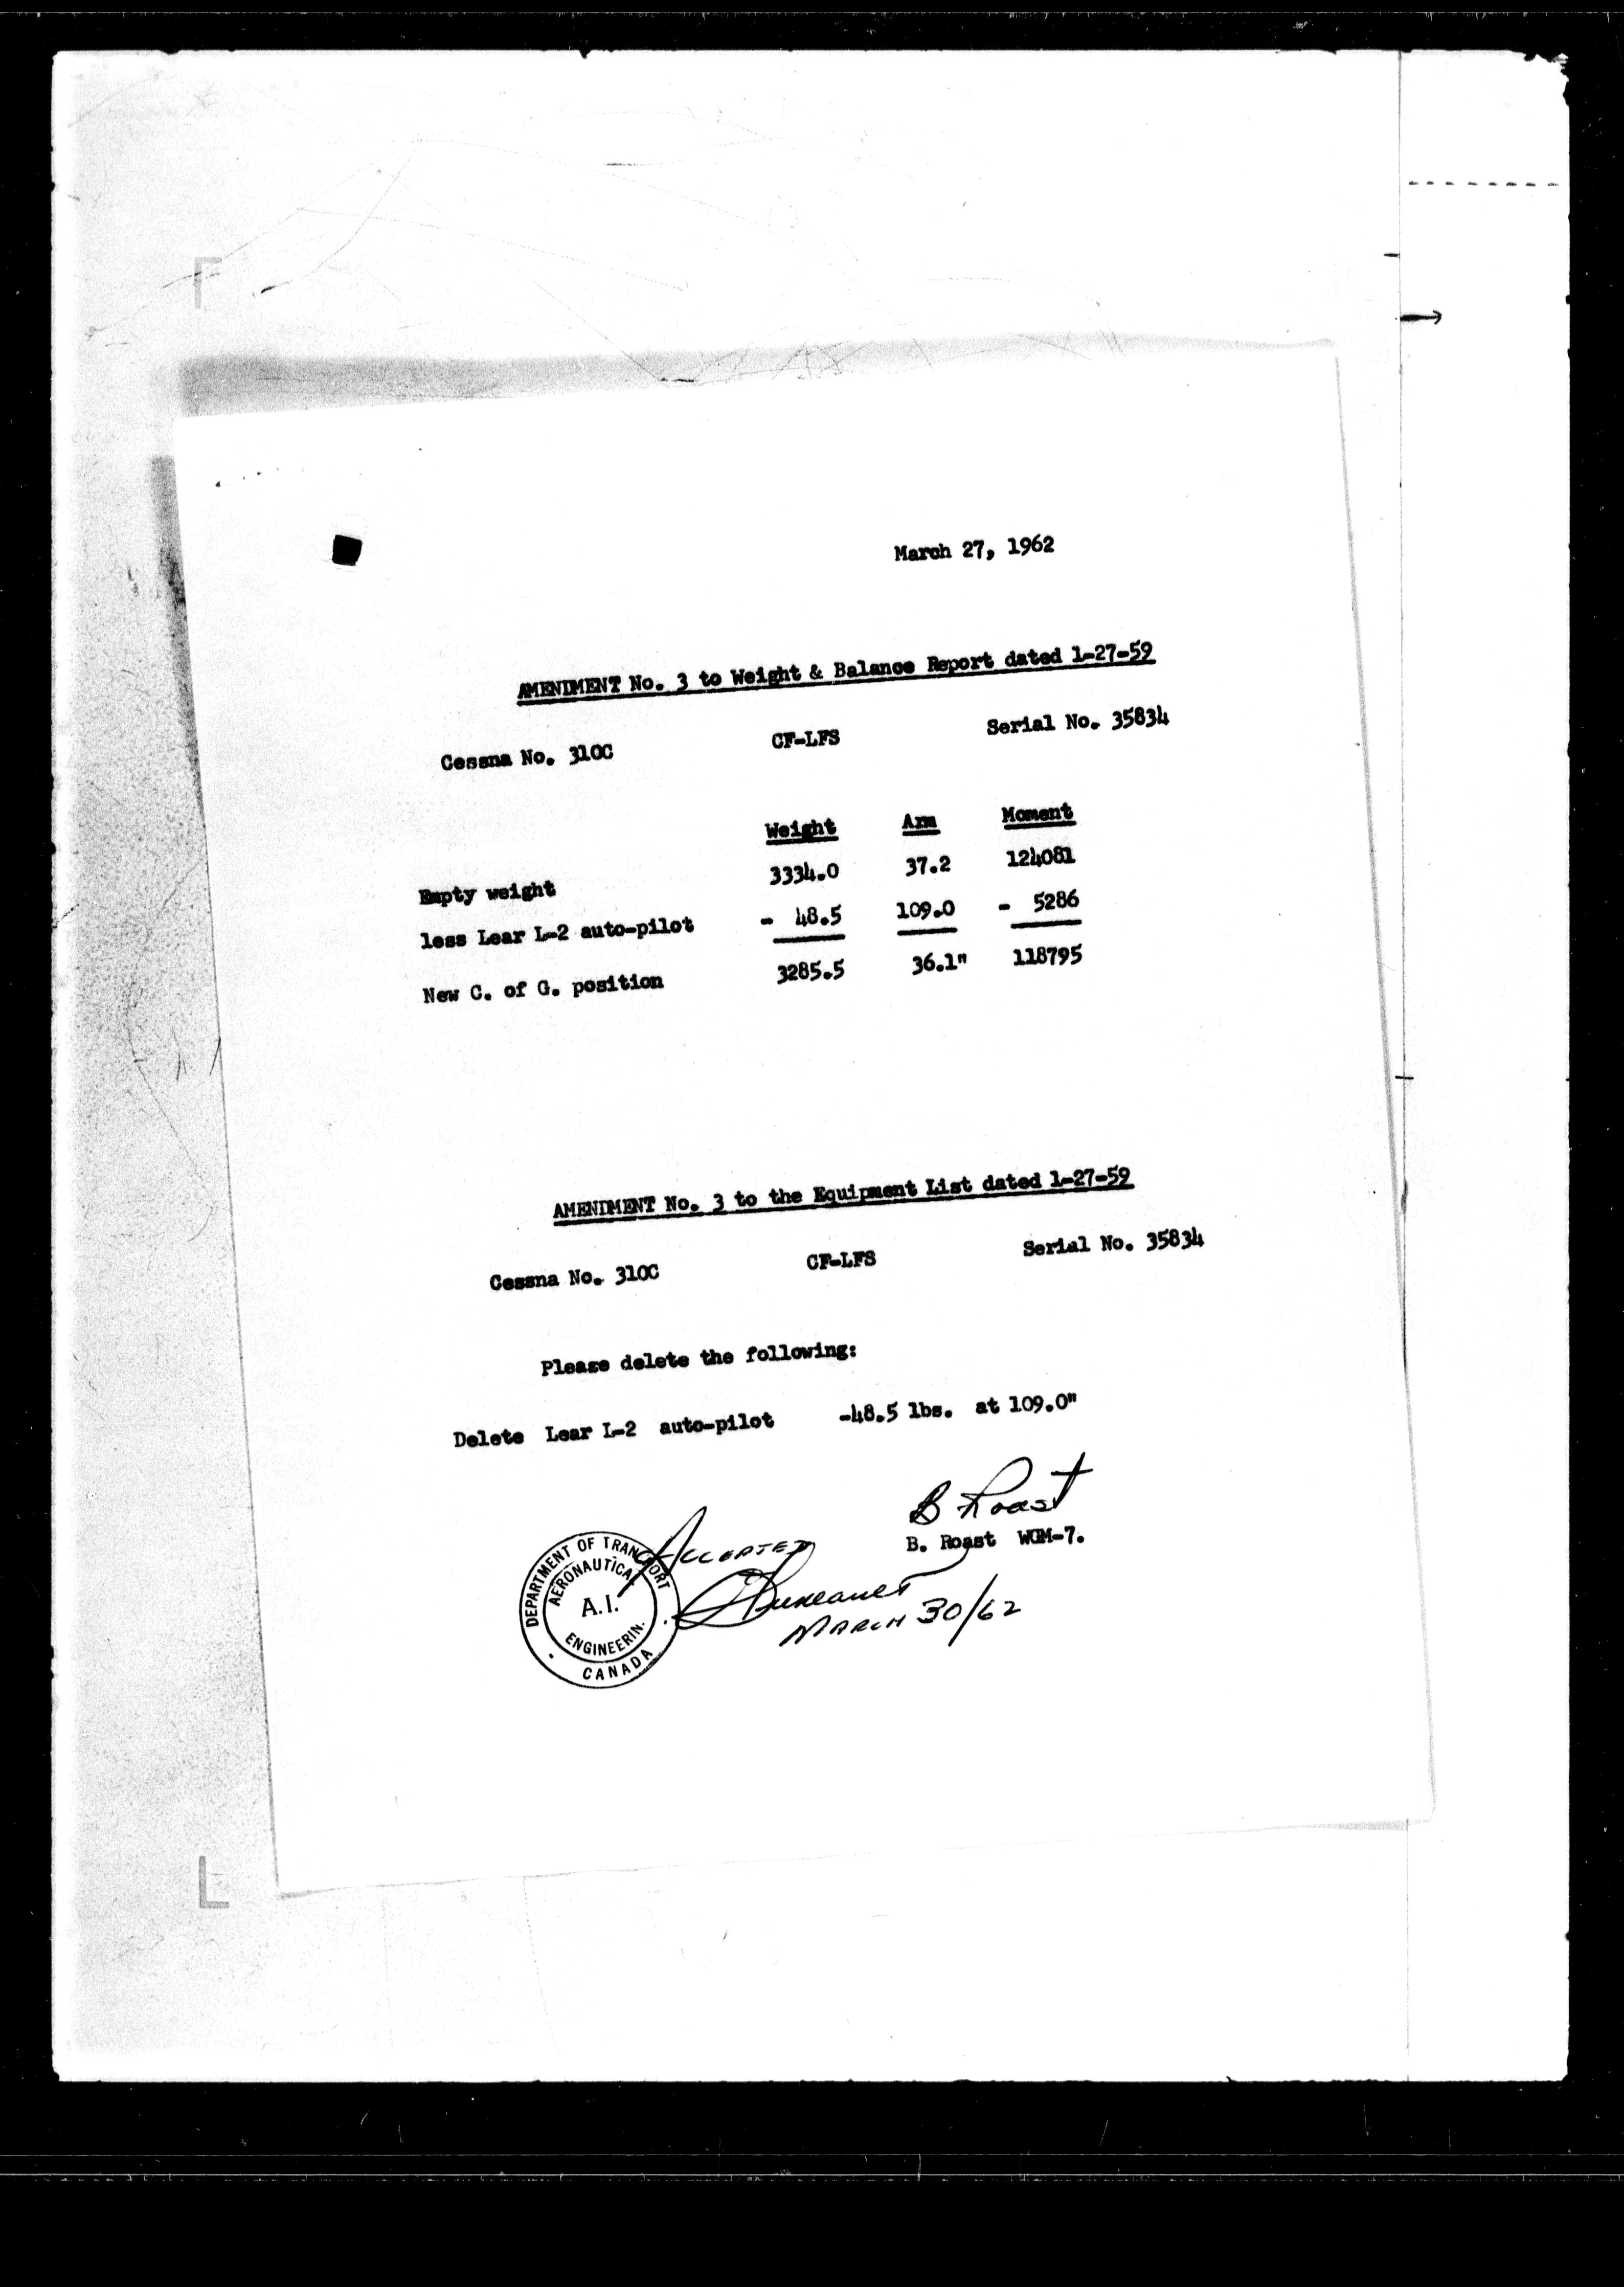 March 27, 1962
AMENDMENT No. 3 to Weight & Balance Report dated 1-27-59
Cessna No. 310C CF-LFS Serial No. 35834
Weight Arm Moment
Empty weight 3334.0 37.2 124081
less Lear L-2 auto-pilot - 48.5 109.0 - 5286
New C. of G. position 3285.5 36.1" 118795
AMENDMENT No. 3 to the Equipment List dated 1-27-59
Cessna No. 310C CF-LFS Serial No. 35834
Please delete the following:
Delete Lear L-2 auto-pilot -48.5 lbs. at 109.0"
B Roast
B. Roast WGM-7.
ACCEPTED
MARCH 30/62
DEPARTMENT OF TRANSPORT
AERONAUTICAL
A.I.
ENGINEERIN.
CANADA